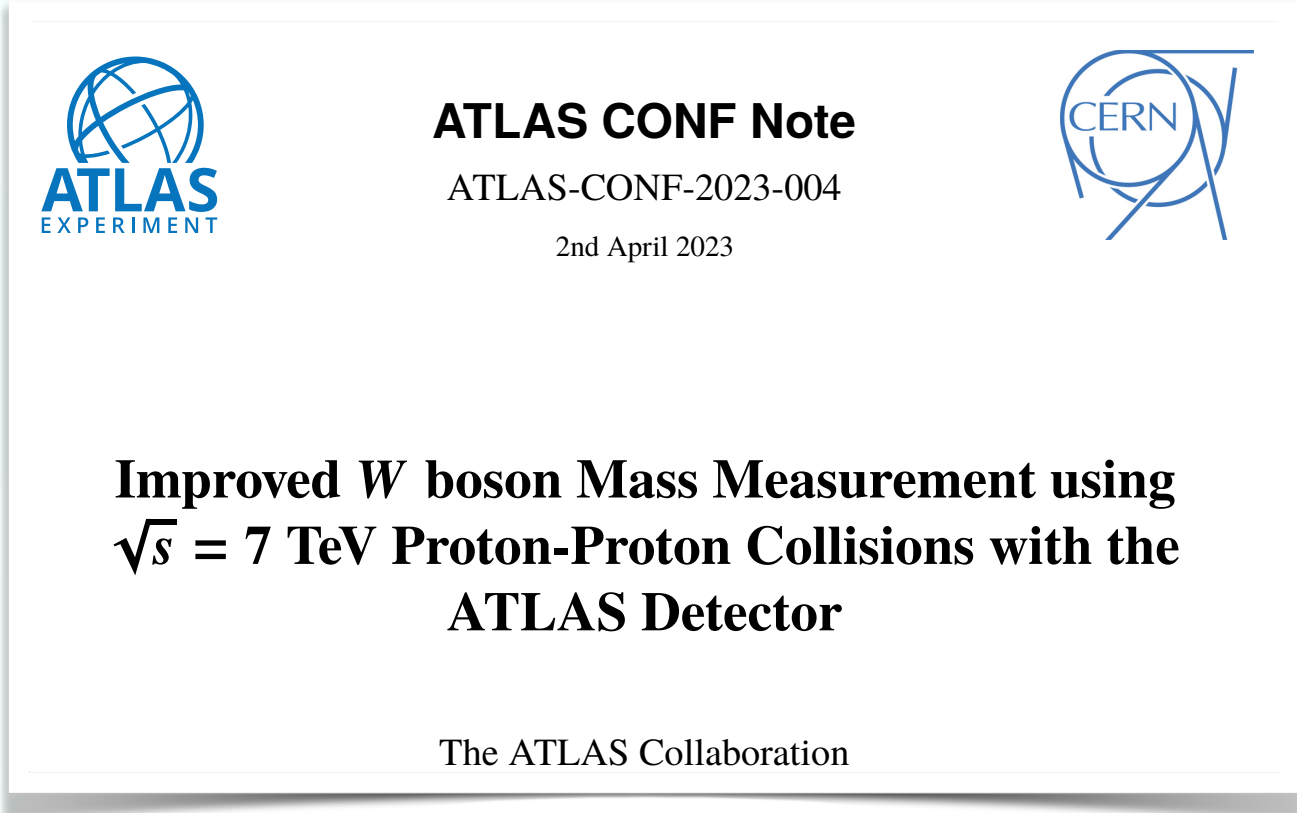 ATLAS
EXPERIMENT
ATLAS CONF Note
ATLAS-CONF-2023-004
2nd April 2023
CERN
Improved W boson Mass Measurement using
√s = 7 TeV Proton-Proton Collisions with the
ATLAS Detector
The ATLAS Collaboration